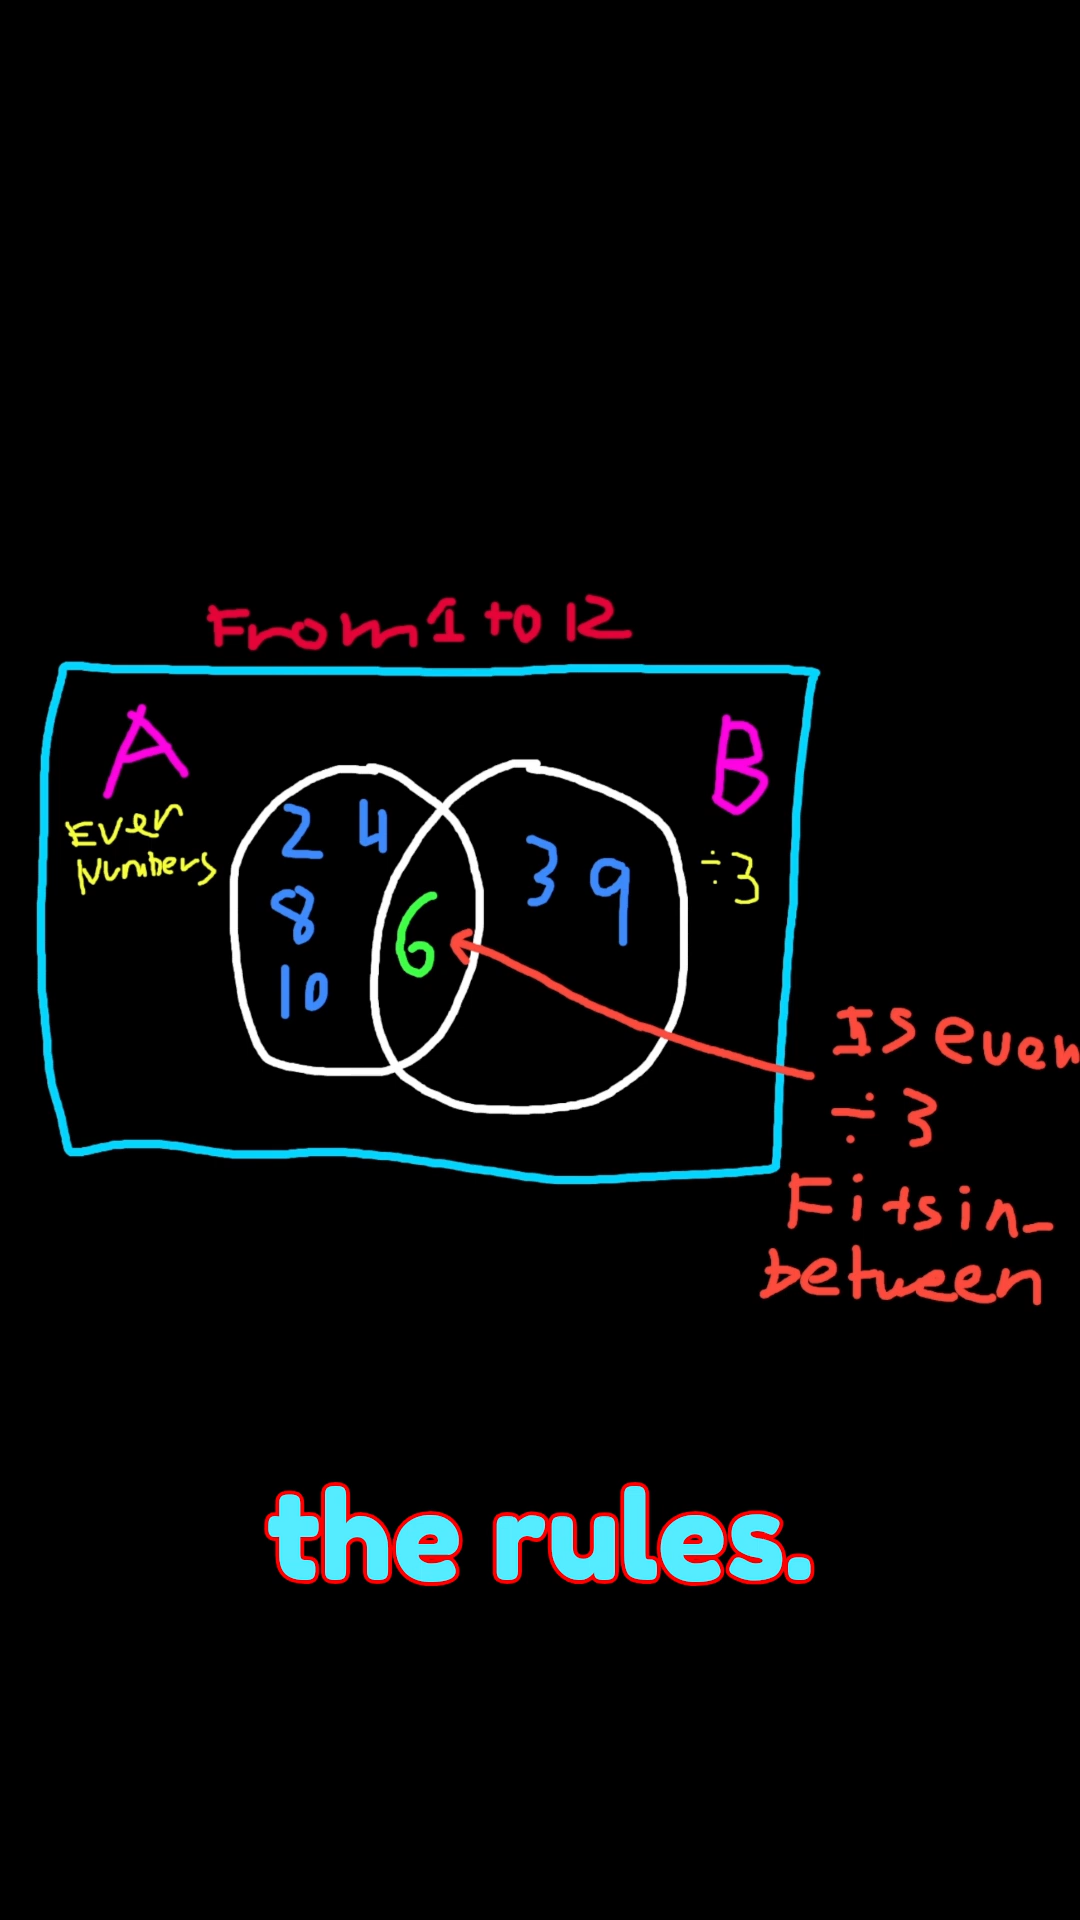 From 1 to 12
A
B
Even
Numbers
2 4
3 9
÷3
8
6
10
Is even
÷3
Fits in-
between
the rules.